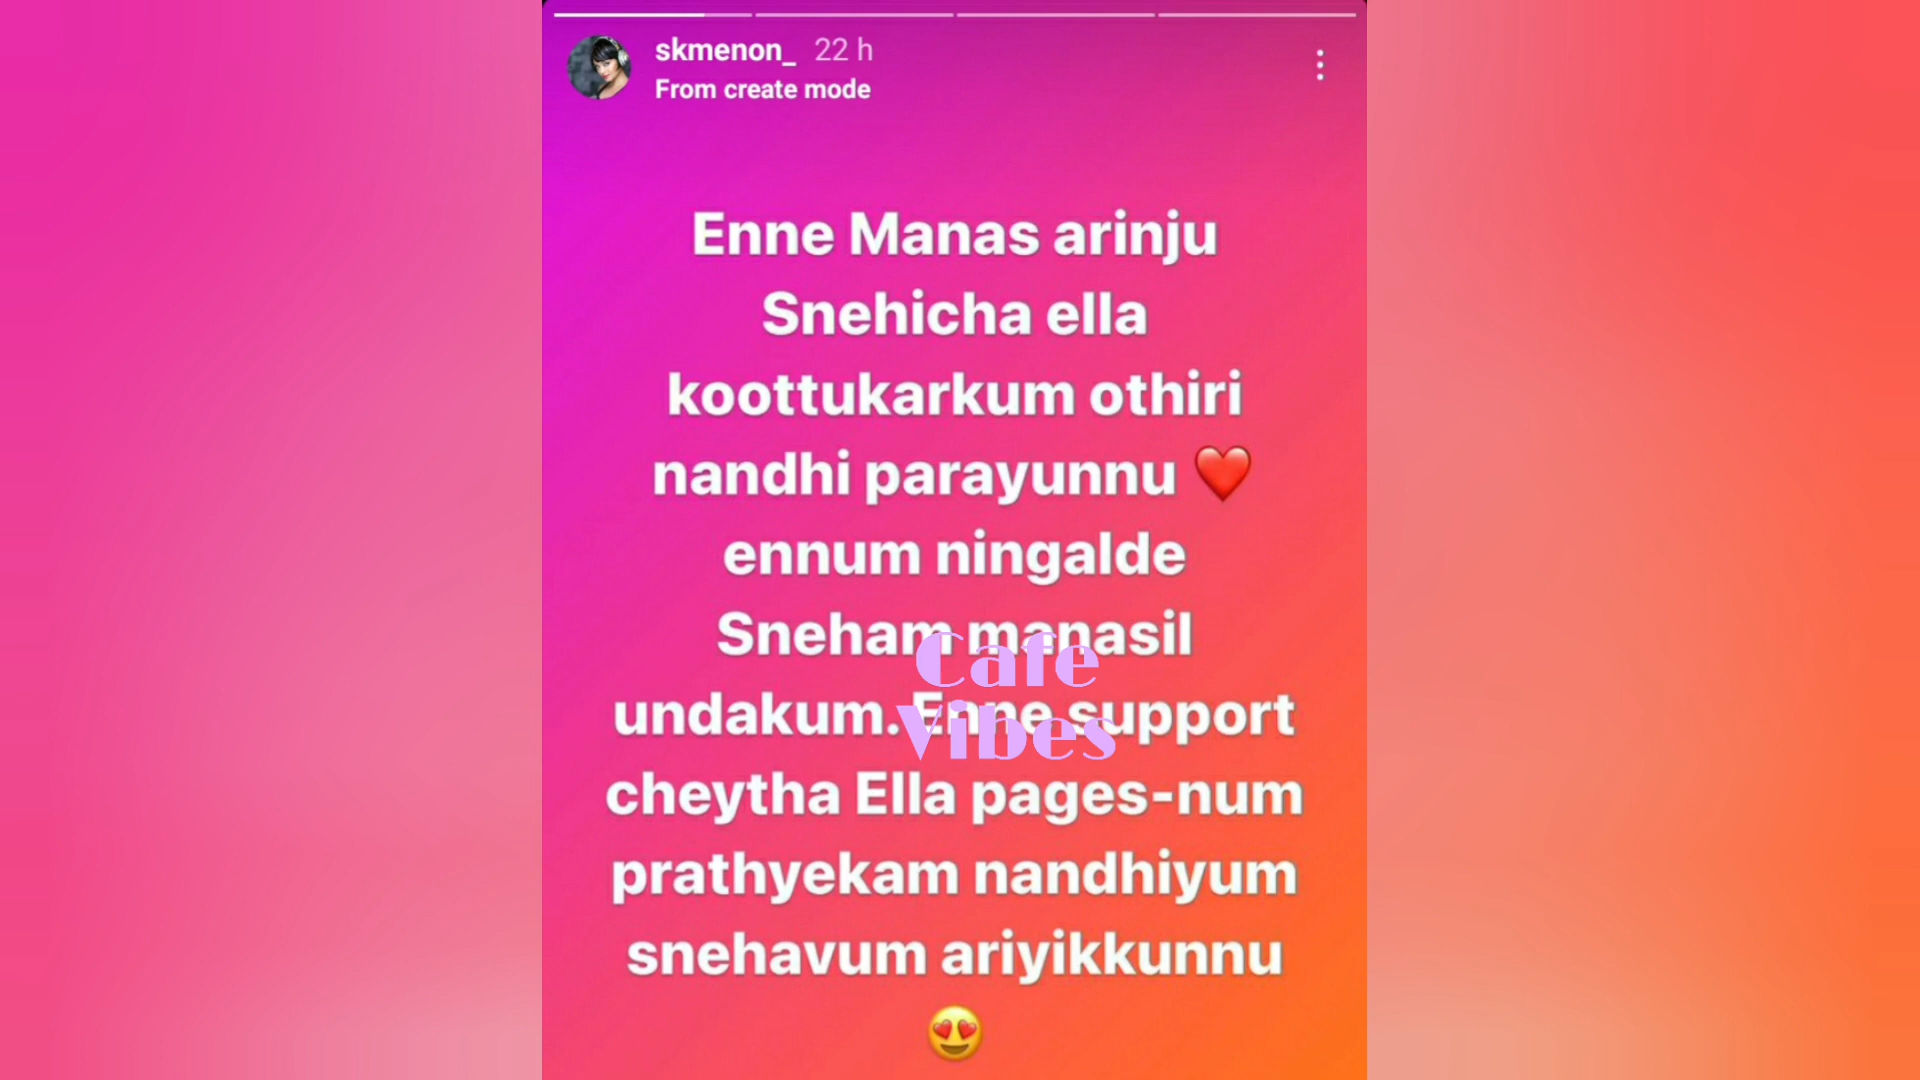 skmenon_ 22 h
From create mode
Enne Manas arinju
Snehicha ella
koottukarkum othiri
nandhi parayunnu ❤️
ennum ningalde
Sneham manasil
undakum. Enne support
cheytha Ella pages-num
prathyekam nandhiyum
snehavum ariyikkunnu
😍
Cafe
Vibes